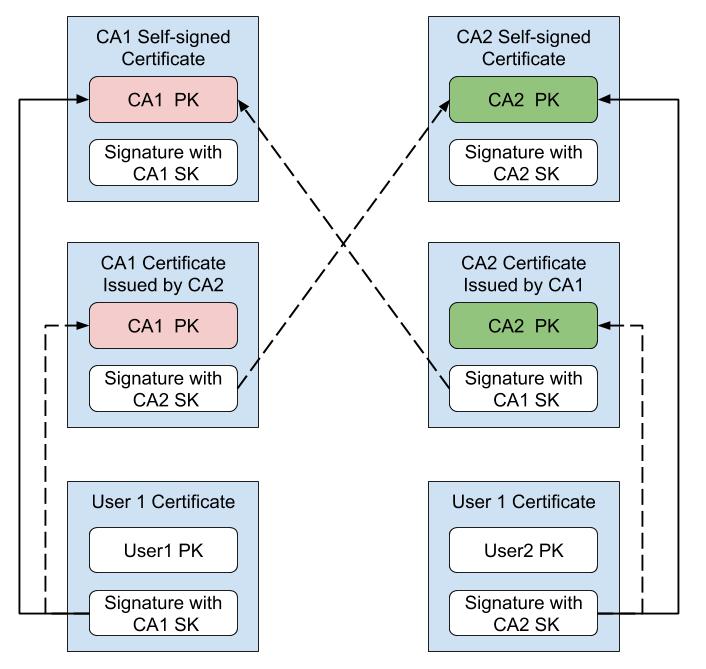 CA1 Self-signed
Certificate
CA1 PK
Signature with
CA1 SK
CA2 Self-signed
Certificate
CA2 PK
Signature with
CA2 SK
CA1 Certificate
Issued by CA2
CA1 PK
Signature with
CA2 SK
CA2 Certificate
Issued by CA1
CA2 PK
Signature with
CA1 SK
User 1 Certificate
User1 PK
Signature with
CA1 SK
User 1 Certificate
User2 PK
Signature with
CA2 SK